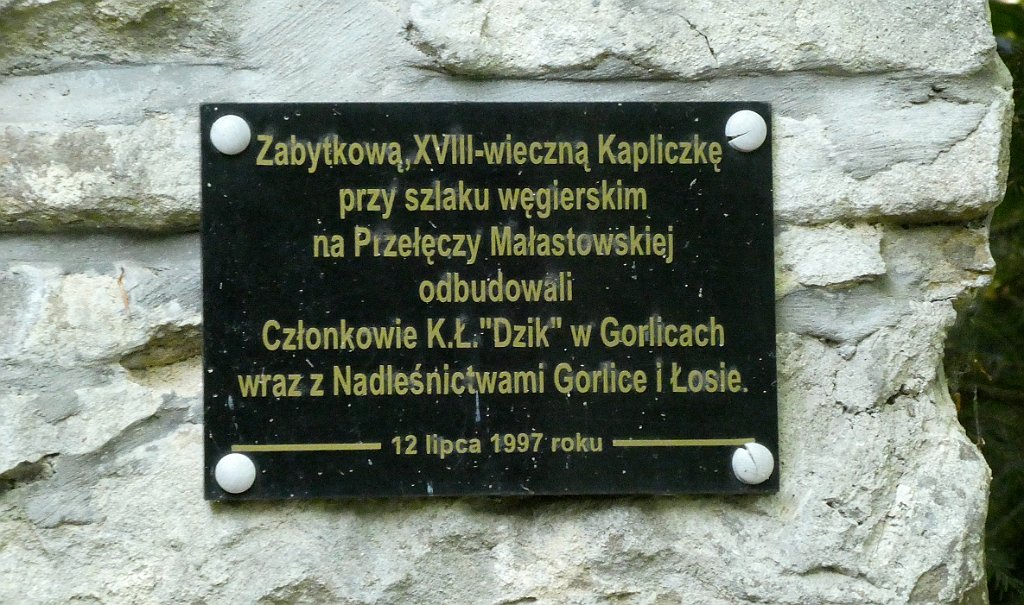 Zabytkową,XVIII-wieczną Kapliczkę
przy szlaku węgierskim
na Przełęczy Małastowskiej
odbudowali
Członkowie K.Ł."Dzik" w Gorlicach
wraz z Nadleśnictwami Gorlice i Łosie.
12 lipca 1997 roku